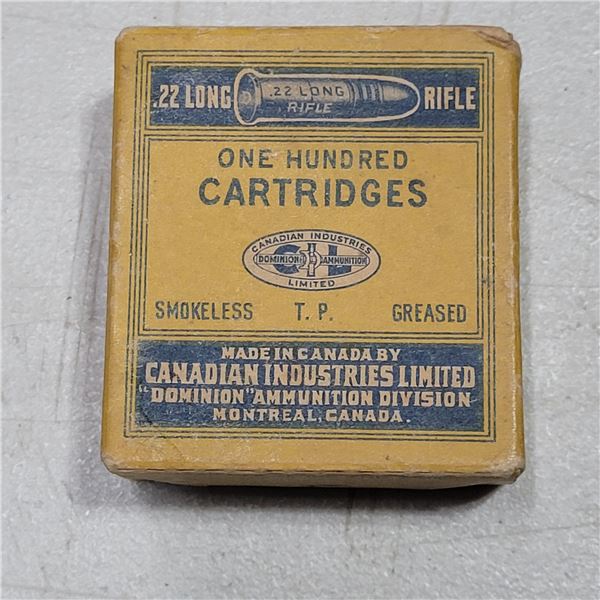 .22 LONG .22 LONG RIFLE RIFLE
ONE HUNDRED
CARTRIDGES
CANADIAN INDUSTRIES
DOMINION CIL AMMUNITION
LIMITED
SMOKELESS T. P. GREASED
MADE IN CANADA BY
CANADIAN INDUSTRIES LIMITED
"DOMINION" AMMUNITION DIVISION
MONTREAL, CANADA.